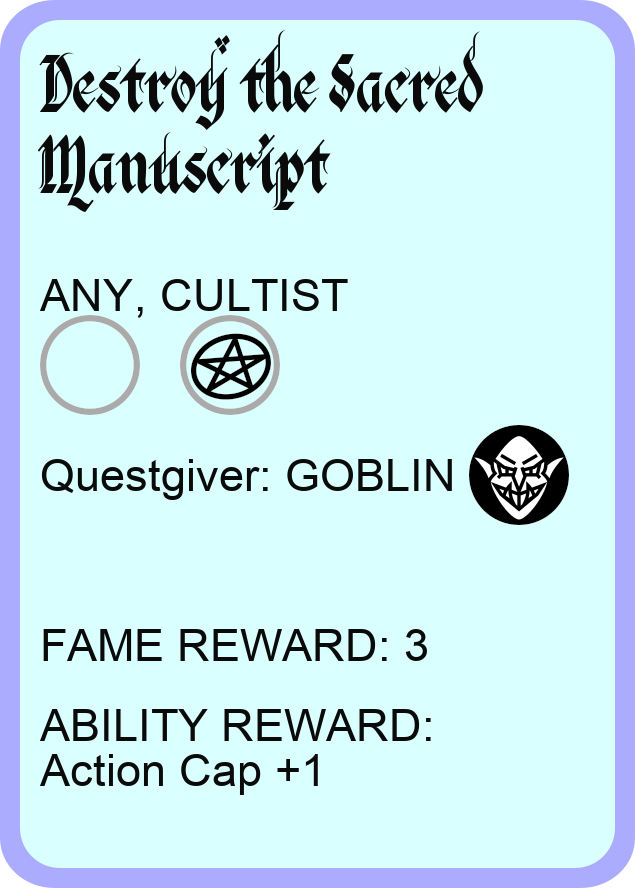 Destroy the Sacred
Manuscript
ANY, CULTIST
Questgiver: GOBLIN
FAME REWARD: 3
ABILITY REWARD:
Action Cap +1